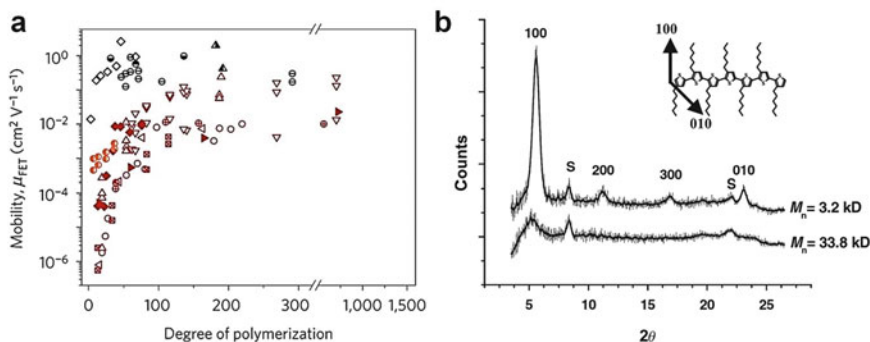 a
Mobility, μFET (cm² V⁻¹ s⁻¹)
10⁰
10⁻²
10⁻⁴
10⁻⁶
0 100 200 300 1,000 1,500
Degree of polymerization
b
Counts
100
S
200
300
S
010
100
010
Mn= 3.2 kD
Mn= 33.8 kD
5 10 15 20 25
2θ